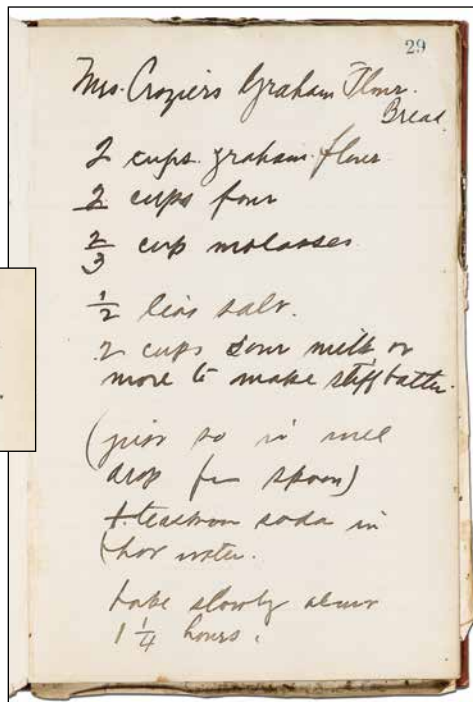 29
Mrs. Croziers Graham Flour
Bread
2 cups graham flour
2 cups flour
2/3 cup molasses
1/2 teas salt.
2 cups sour milk or
more to make stiff batter.
(just so it will
drop from spoon)
1 teaspoon soda in
(hot water.
bake slowly about
1 1/4 hours.